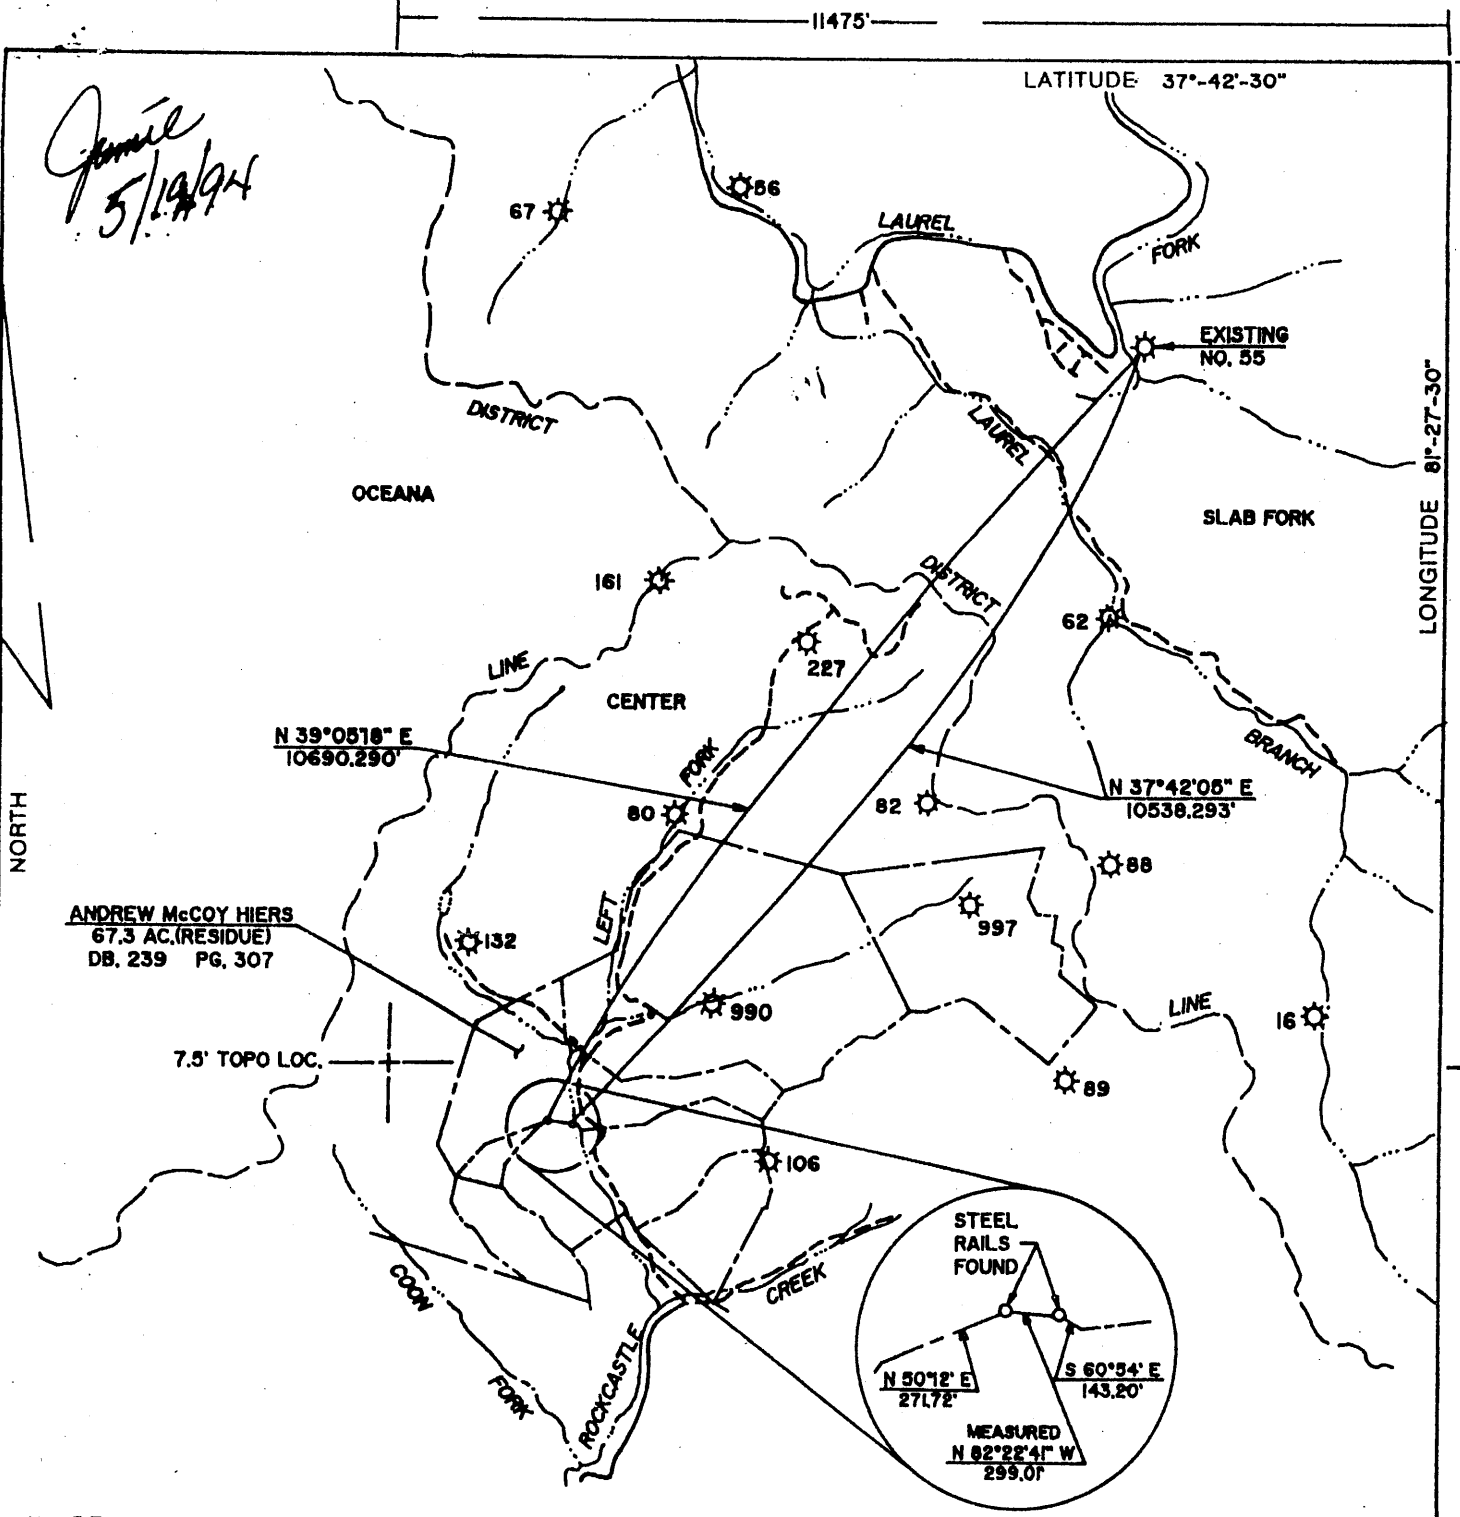 11475'
LATITUDE 37°-42'-30"
Jamie
5/19/94
67
56
LAUREL
FORK
EXISTING
NO. 55
DISTRICT
LAUREL
LONGITUDE 81°-27'-30"
OCEANA
SLAB FORK
161
DISTRICT
62
227
LINE
CENTER
N 39°05'18" E
10690.290'
FORK
BRANCH
N 37°42'05" E
10538.293'
80
82
NORTH
88
ANDREW McCOY HIERS
67.3 AC.(RESIDUE)
DB. 239 PG. 307
LEFT
132
997
990
LINE
16
7.5' TOPO LOC.
89
106
STEEL
RAILS
FOUND
COON
CREEK
FORK
ROCKCASTLE
N 50°12' E
271.72'
S 60°54' E
143.20'
MEASURED
N 82°22'41" W
299.01'